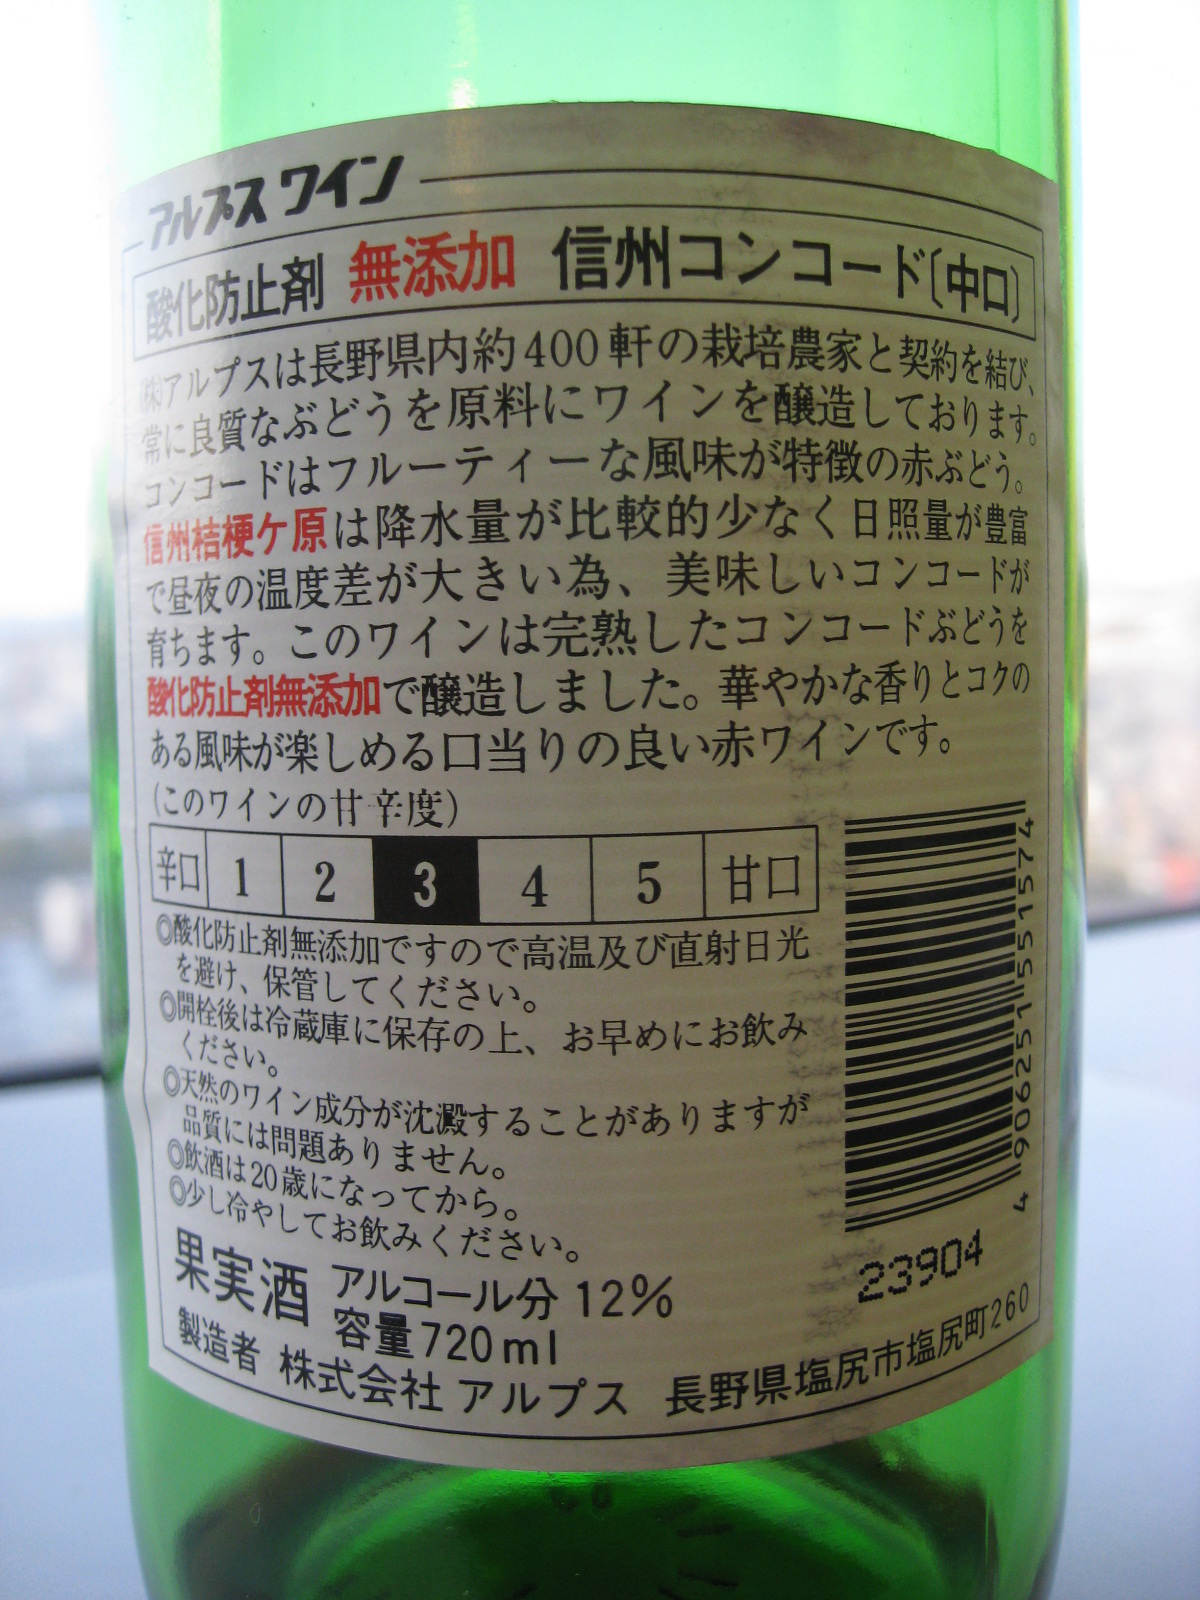 アルプス ワイン
酸化防止剤 無添加 信州コンコード〔中口〕
㈱アルプスは長野県内約400軒の栽培農家と契約を結び、
常に良質なぶどうを原料にワインを醸造しております。
コンコードはフルーティーな風味が特徴の赤ぶどう。
信州桔梗ケ原は降水量が比較的少なく日照量が豊富
で昼夜の温度差が大きい為、美味しいコンコードが
育ちます。このワインは完熟したコンコードぶどうを
酸化防止剤無添加で醸造しました。華やかな香りとコクの
ある風味が楽しめる口当りの良い赤ワインです。
(このワインの甘辛度)
辛口 1 2 3 4 5 甘口
◎酸化防止剤無添加ですので高温及び直射日光
を避け、保管してください。
◎開栓後は冷蔵庫に保存の上、お早めにお飲み
ください。
◎天然のワイン成分が沈澱することがありますが
品質には問題ありません。
◎飲酒は20歳になってから。
◎少し冷やしてお飲みください。
果実酒 アルコール分 12%
容量720ml
製造者 株式会社 アルプス 長野県塩尻市塩尻町260
4 906251 551574
23904